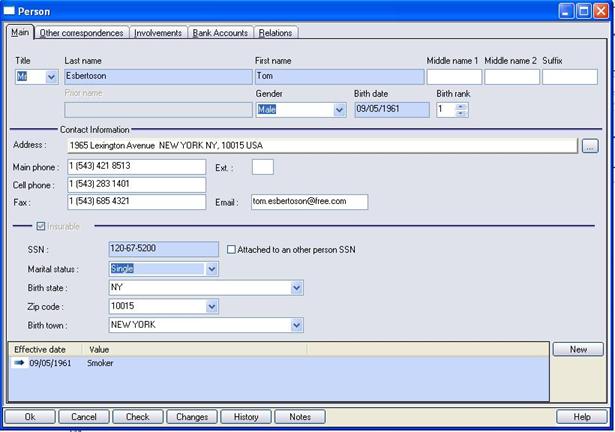 Person
Main Other correspondences Involvements Bank Accounts Relations
Title Last name First name Middle name 1 Middle name 2 Suffix
Mr Esbertoson Tom
Prior name Gender Birth date Birth rank
Male 09/05/1961 1
Contact Information
Address : 1965 Lexington Avenue NEW YORK NY, 10015 USA ...
Main phone : 1 (543) 421 8513 Ext. :
Cell phone : 1 (543) 283 1401
Fax : 1 (543) 685 4321 Email : tom.esbertoson@free.com
Insurable
SSN : 120-67-5200 Attached to an other person SSN
Marital status : Single
Birth state : NY
Zip code : 10015
Birth town : NEW YORK
Effective date Value New
09/05/1961 Smoker
Ok Cancel Check Changes History Notes Help